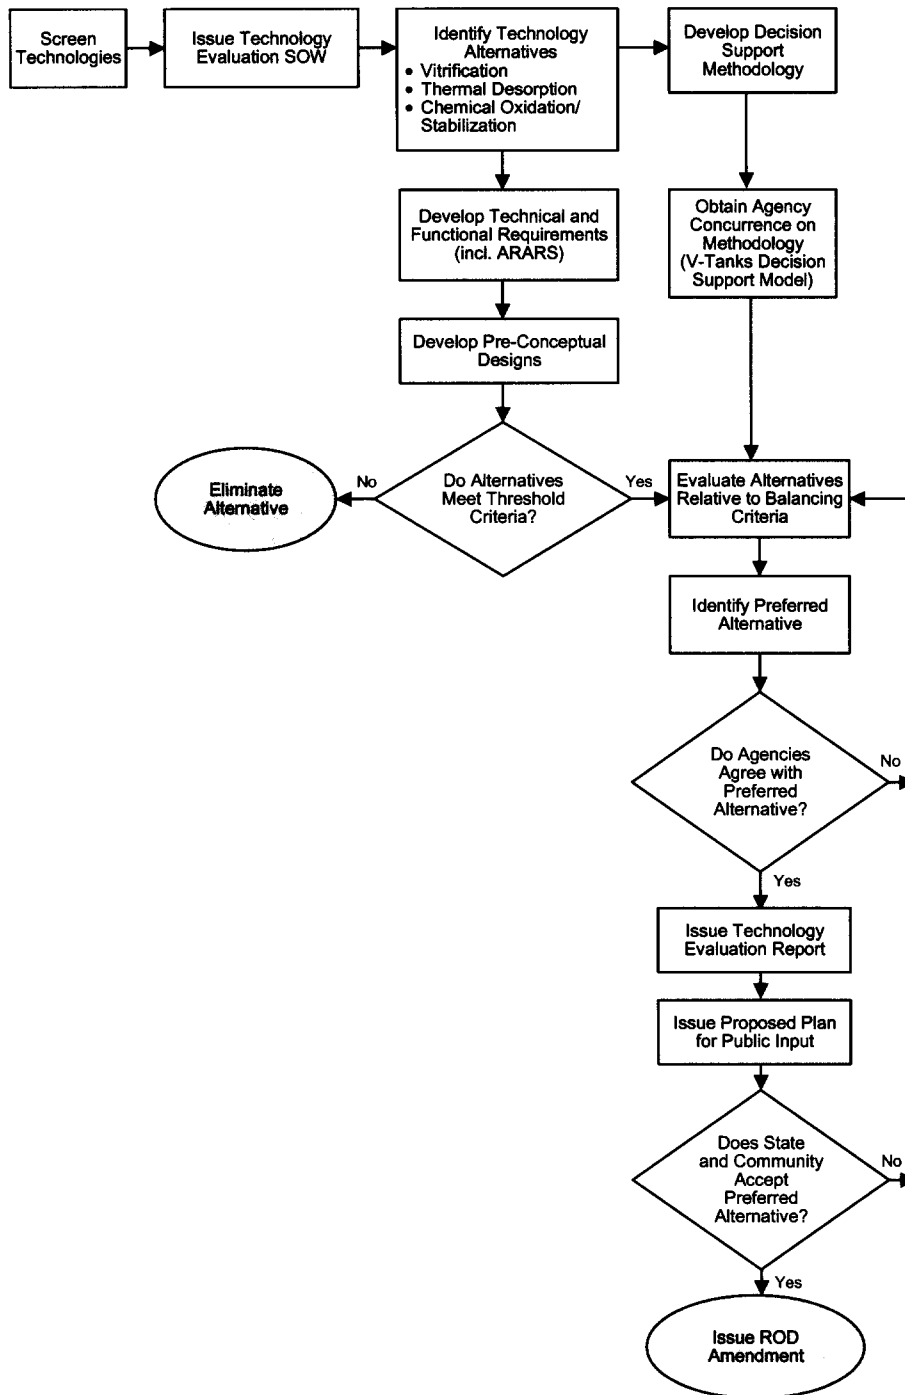 Screen
Technologies
Issue Technology
Evaluation SOW
Identify Technology
Alternatives
• Vitrification
• Thermal Desorption
• Chemical Oxidation/
Stabilization
Develop Decision
Support
Methodology
Develop Technical and
Functional Requirements
(incl. ARARS)
Obtain Agency
Concurrence on
Methodology
(V-Tanks Decision
Support Model)
Develop Pre-Conceptual
Designs
Eliminate
Alternative
No
Do Alternatives
Meet Threshold
Criteria?
Yes
Evaluate Alternatives
Relative to Balancing
Criteria
Identify Preferred
Alternative
Do Agencies
Agree with
Preferred
Alternative?
No
Yes
Issue Technology
Evaluation Report
Issue Proposed Plan
for Public Input
Does State
and Community
Accept
Preferred
Alternative?
No
Yes
Issue ROD
Amendment